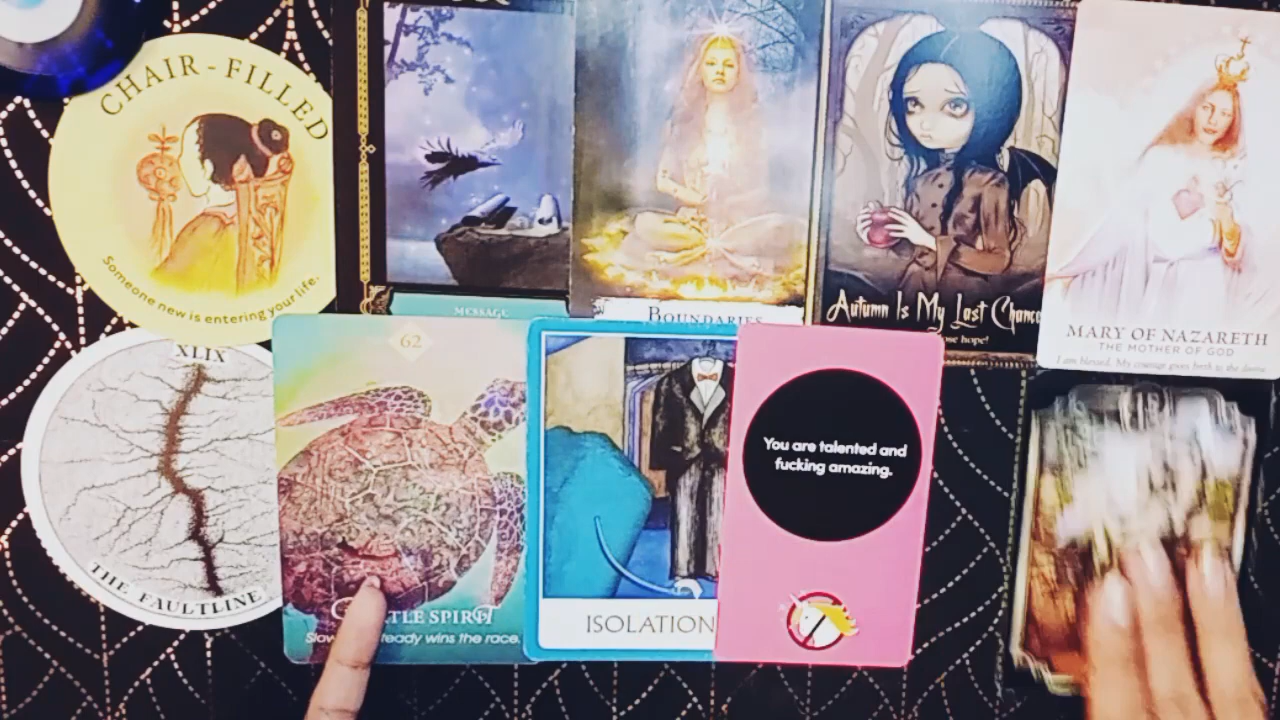 CHAIR-FILLED
Someone new is entering your life.
MESSAGE
BOUNDARIES
Autumn Is My Last Chance
hope!
MARY OF NAZARETH
THE MOTHER OF GOD
I am blessed. My courage gives birth to the divine.
XLIX
THE FAULTLINE
62
TLE SPIRIT
Slow eady wins the race.
ISOLATION
You are talented and
fucking amazing.